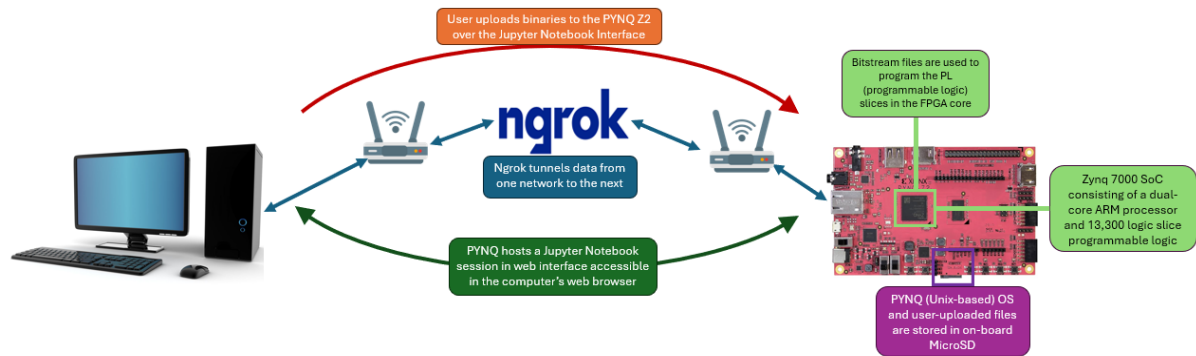 User uploads binaries to the PYNQ Z2
over the Jupyter Notebook Interface
Bitstream files are used to
program the PL
(programmable logic)
slices in the FPGA core
ngrok
Ngrok tunnels data from
one network to the next
Zynq 7000 SoC
consisting of a dual-
core ARM processor
and 13,300 logic slice
programmable logic
PYNQ hosts a Jupyter Notebook
session in web interface accessible
in the computer's web browser
PYNQ (Unix-based) OS
and user-uploaded files
are stored in on-board
MicroSD